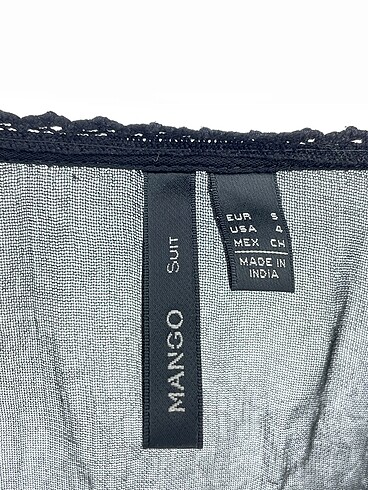 MANGO Suit
EUR S
USA 4
MEX CH
MADE IN
INDIA